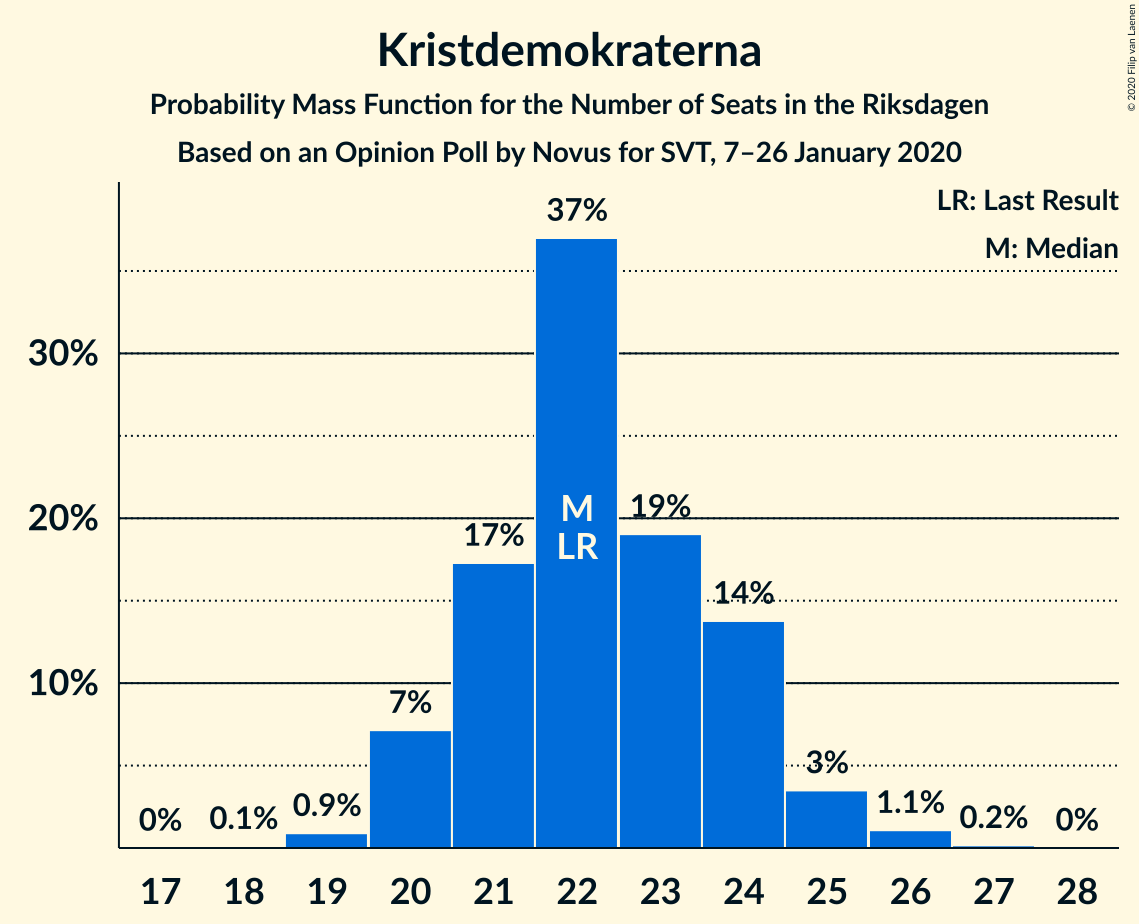 Kristdemokraterna
Probability Mass Function for the Number of Seats in the Riksdagen
Based on an Opinion Poll by Novus for SVT, 7–26 January 2020
© 2020 Filip van Laenen
LR: Last Result
M: Median
37%
30%
20%
10%
M
LR
19%
17%
14%
7%
3%
0%
0.1%
0.9%
1.1%
0.2%
0%
17 18 19 20 21 22 23 24 25 26 27 28